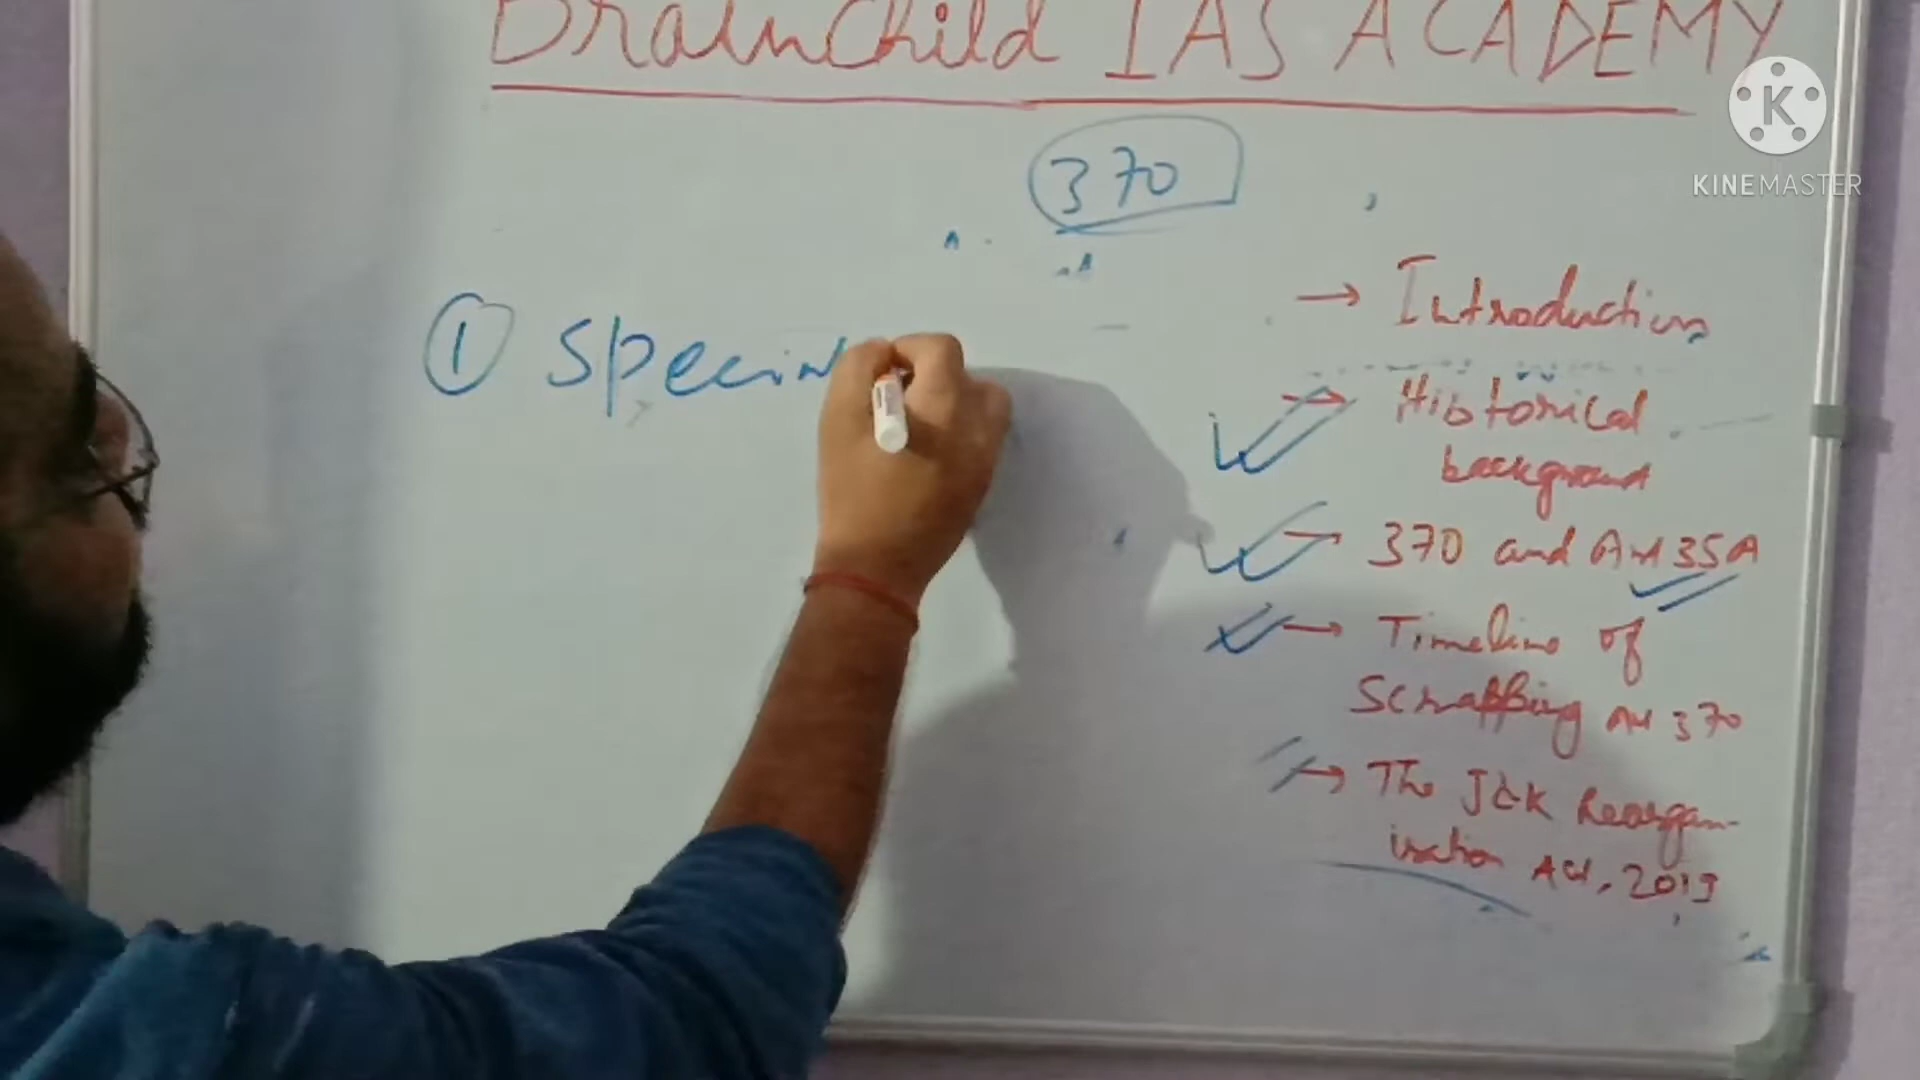 BrainChild IAS ACADEMY
K
KINEMASTER
370
① Special
→ Introduction
→ Historical
background
→ 370 and Art 35A
→ Timeline of
Scrapping Art 370
→ The J&K Reorgan-
isation Act, 2019